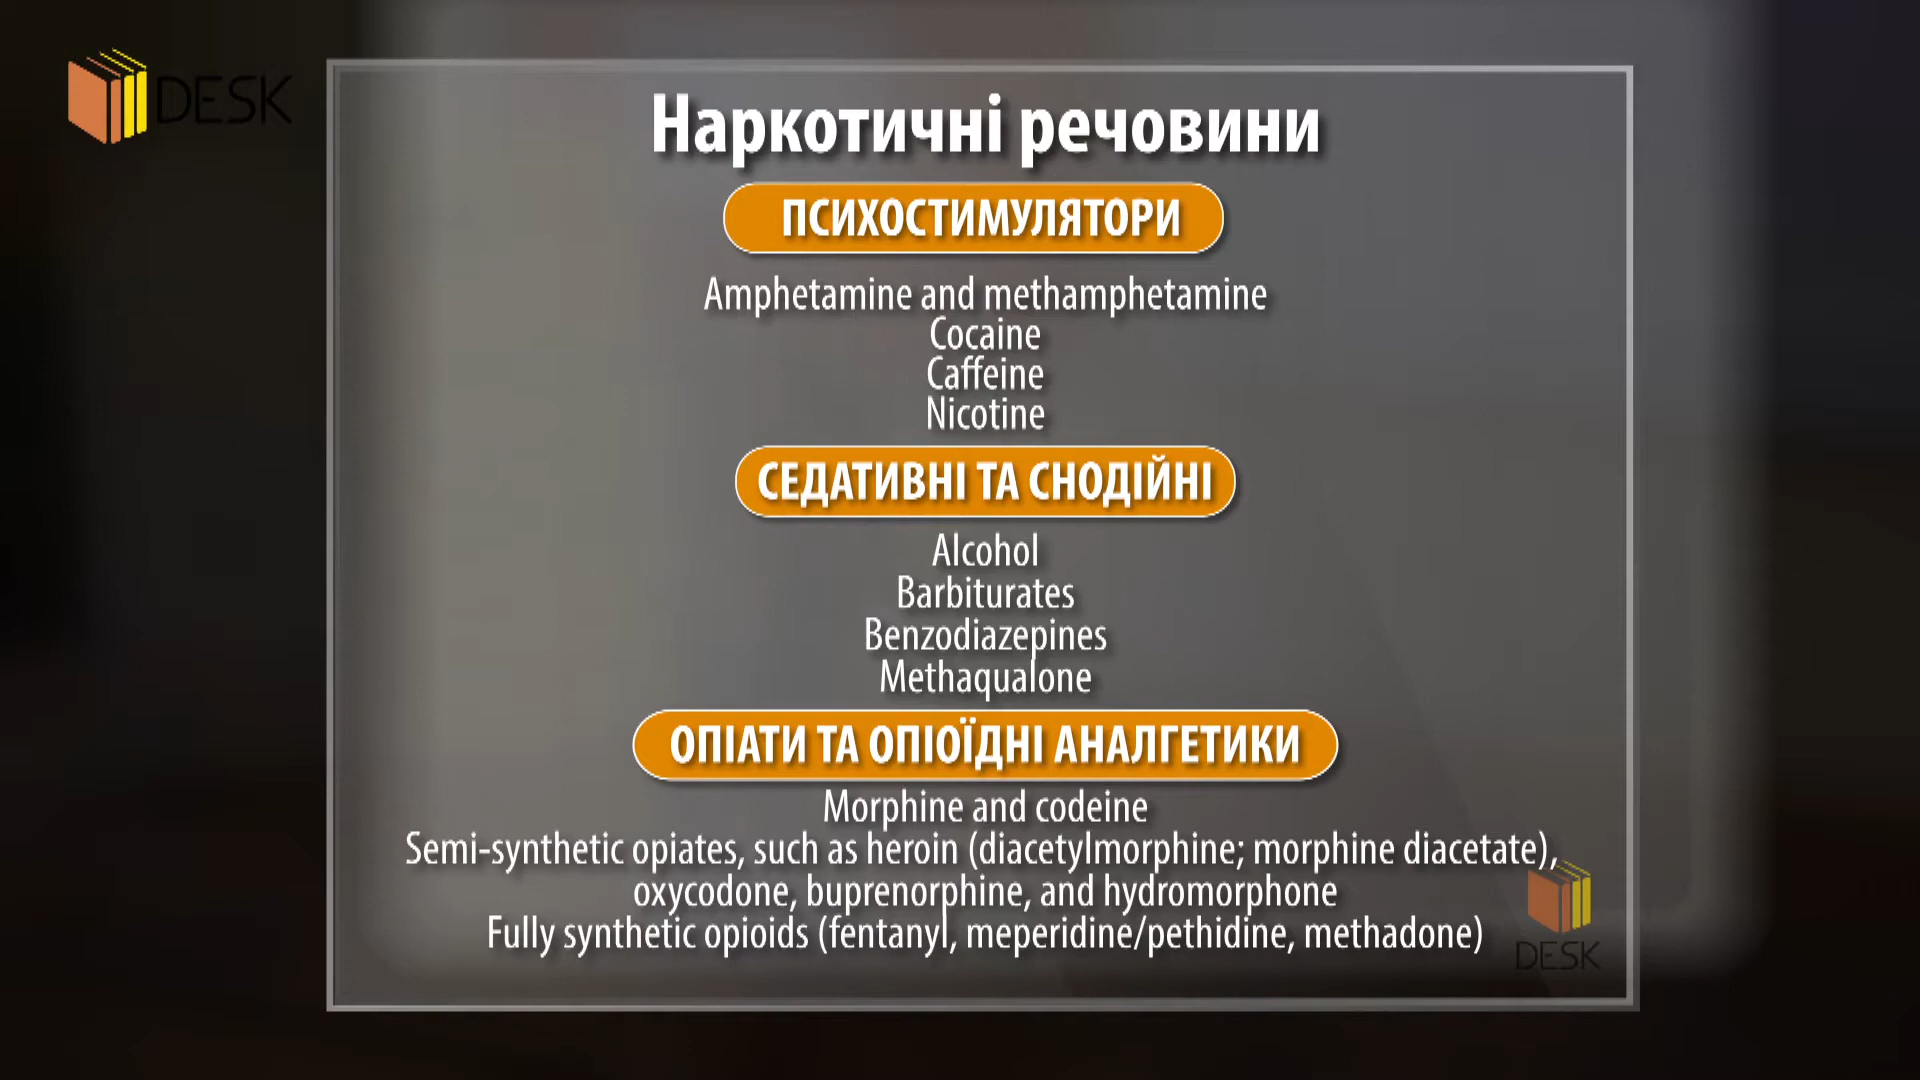 DESK
Наркотичні речовини
ПСИХОСТИМУЛЯТОРИ
Amphetamine and methamphetamine
Cocaine
Caffeine
Nicotine
СЕДАТИВНІ ТА СНОДІЙНІ
Alcohol
Barbiturates
Benzodiazepines
Methaqualone
ОПІАТИ ТА ОПІОЇДНІ АНАЛГЕТИКИ
Morphine and codeine
Semi-synthetic opiates, such as heroin (diacetylmorphine; morphine diacetate),
oxycodone, buprenorphine, and hydromorphone
Fully synthetic opioids (fentanyl, meperidine/pethidine, methadone)
DESK